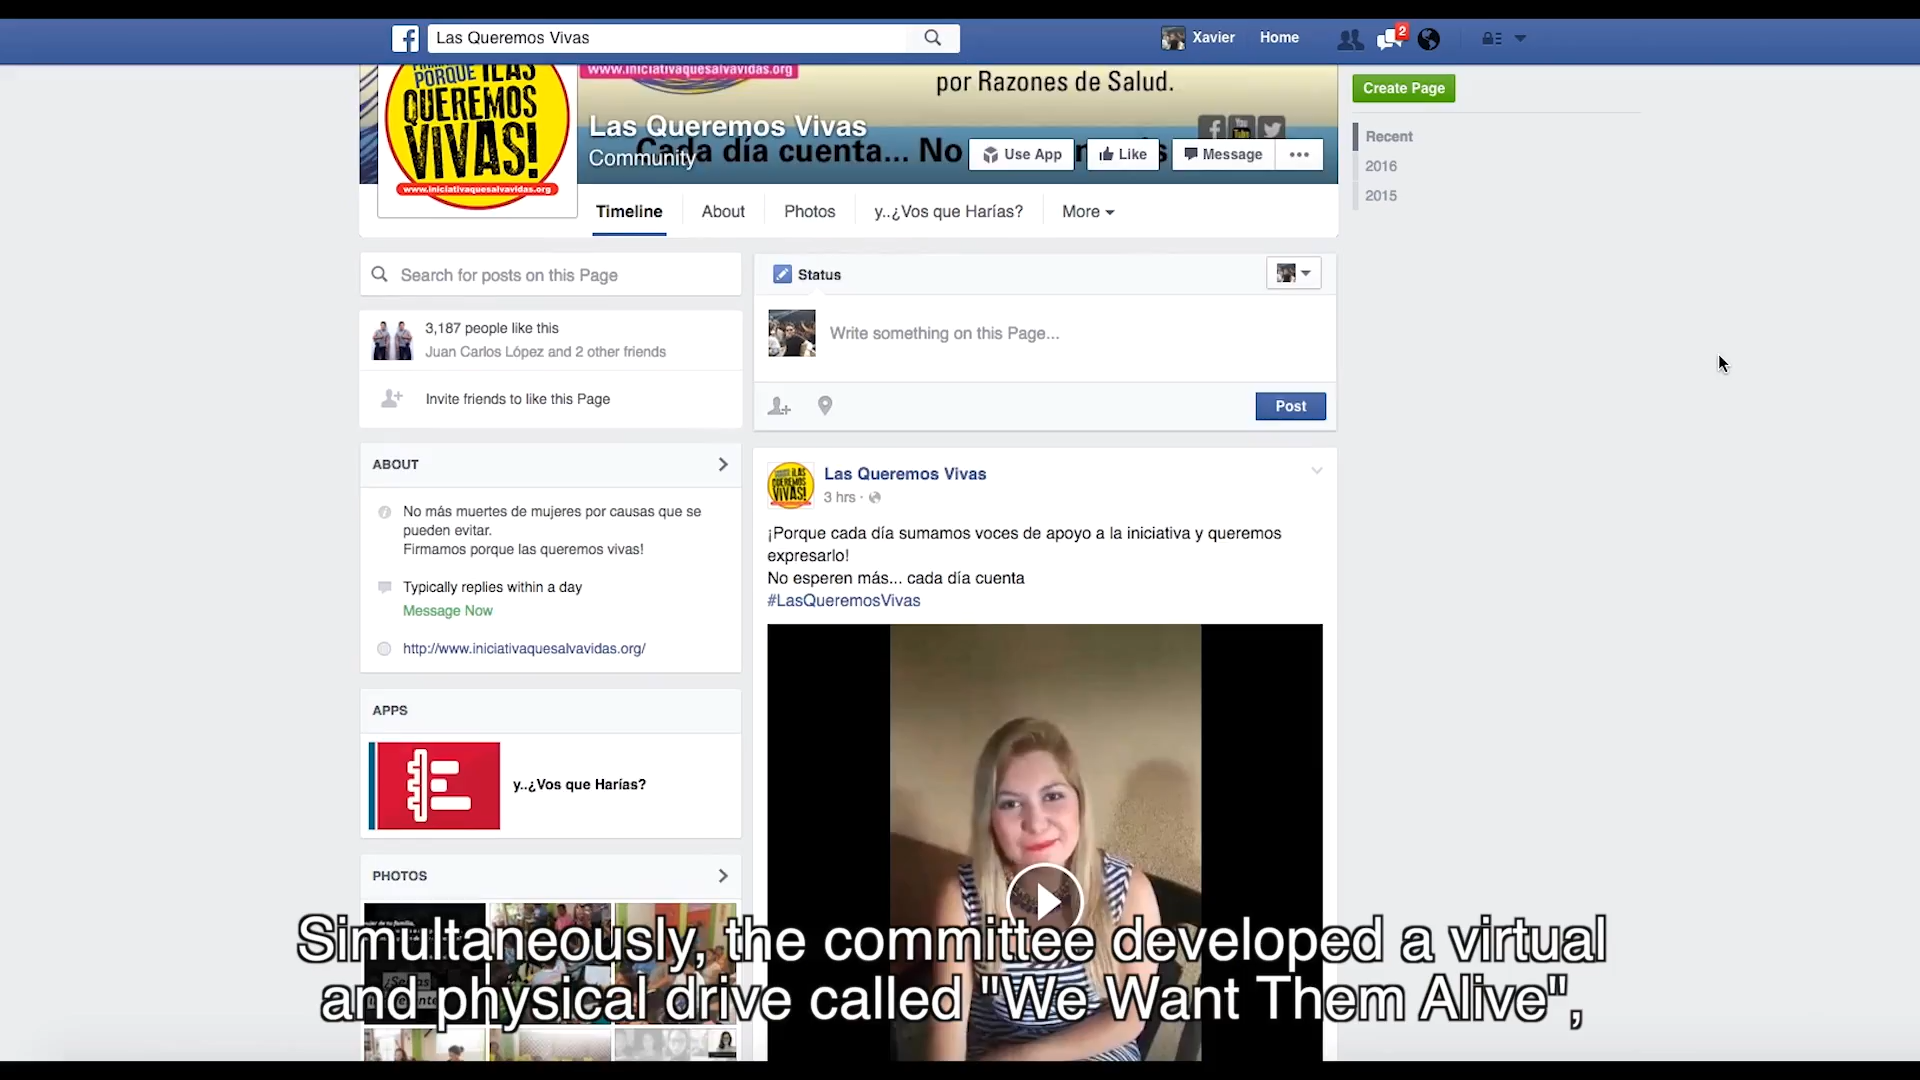 Las Queremos Vivas
Xavier
Home
2
PORQUE ¡LAS
QUEREMOS
VIVAS!
www.iniciativaquesalvavidas.org
www.iniciativaquesalvavidas.org
por Razones de Salud.
Las Queremos Vivas
Community
Cada día cuenta... No
Use App
Like
Message
Create Page
Recent
2016
2015
Timeline
About
Photos
y..¿Vos que Harías?
More
Search for posts on this Page
3,187 people like this
Juan Carlos López and 2 other friends
Invite friends to like this Page
ABOUT
No más muertes de mujeres por causas que se
pueden evitar.
Firmamos porque las queremos vivas!
Typically replies within a day
Message Now
http://www.iniciativaquesalvavidas.org/
APPS
y..¿Vos que Harías?
PHOTOS
Status
Write something on this Page...
Post
¡LAS
QUEREMOS
VIVAS!
Las Queremos Vivas
3 hrs
¡Porque cada día sumamos voces de apoyo a la iniciativa y queremos
expresarlo!
No esperen más... cada día cuenta
#LasQueremosVivas
Simultaneously, the committee developed a virtual
and physical drive called "We Want Them Alive",